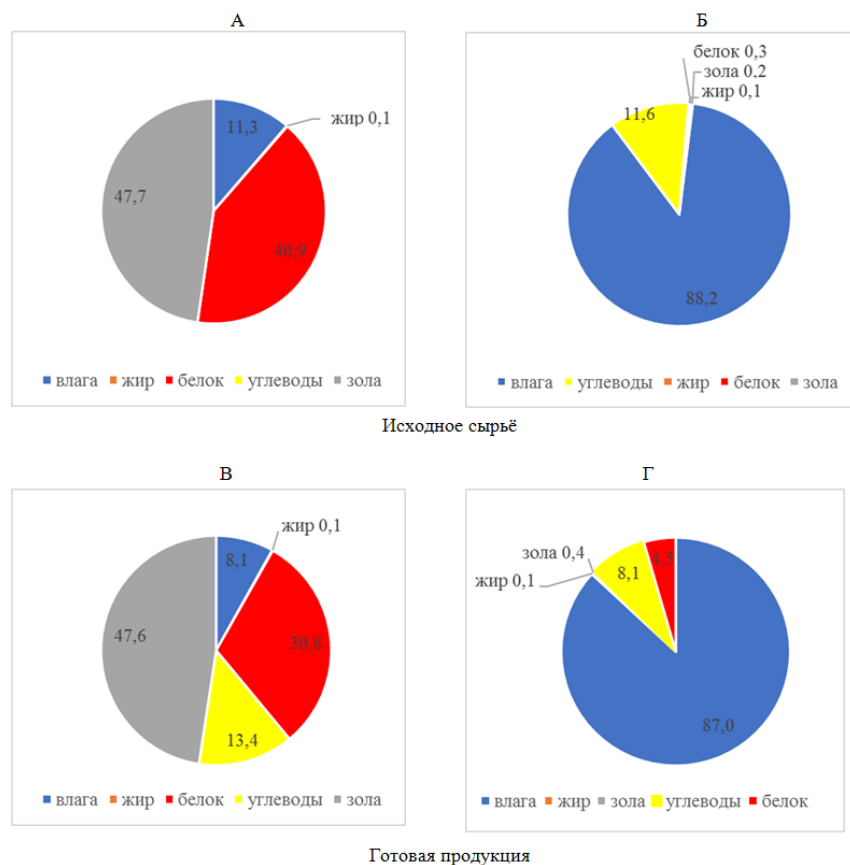 А
11,3
жир 0,1
47,7
40,9
влага жир белок углеводы зола
Б
белок 0,3
зола 0,2
жир 0,1
11,6
88,2
влага углеводы жир белок зола
Исходное сырьё
В
жир 0,1
8,1
47,6
30,8
13,4
влага жир белок углеводы зола
Г
зола 0,4
жир 0,1
8,1
4,5
87,0
влага жир зола углеводы белок
Готовая продукция